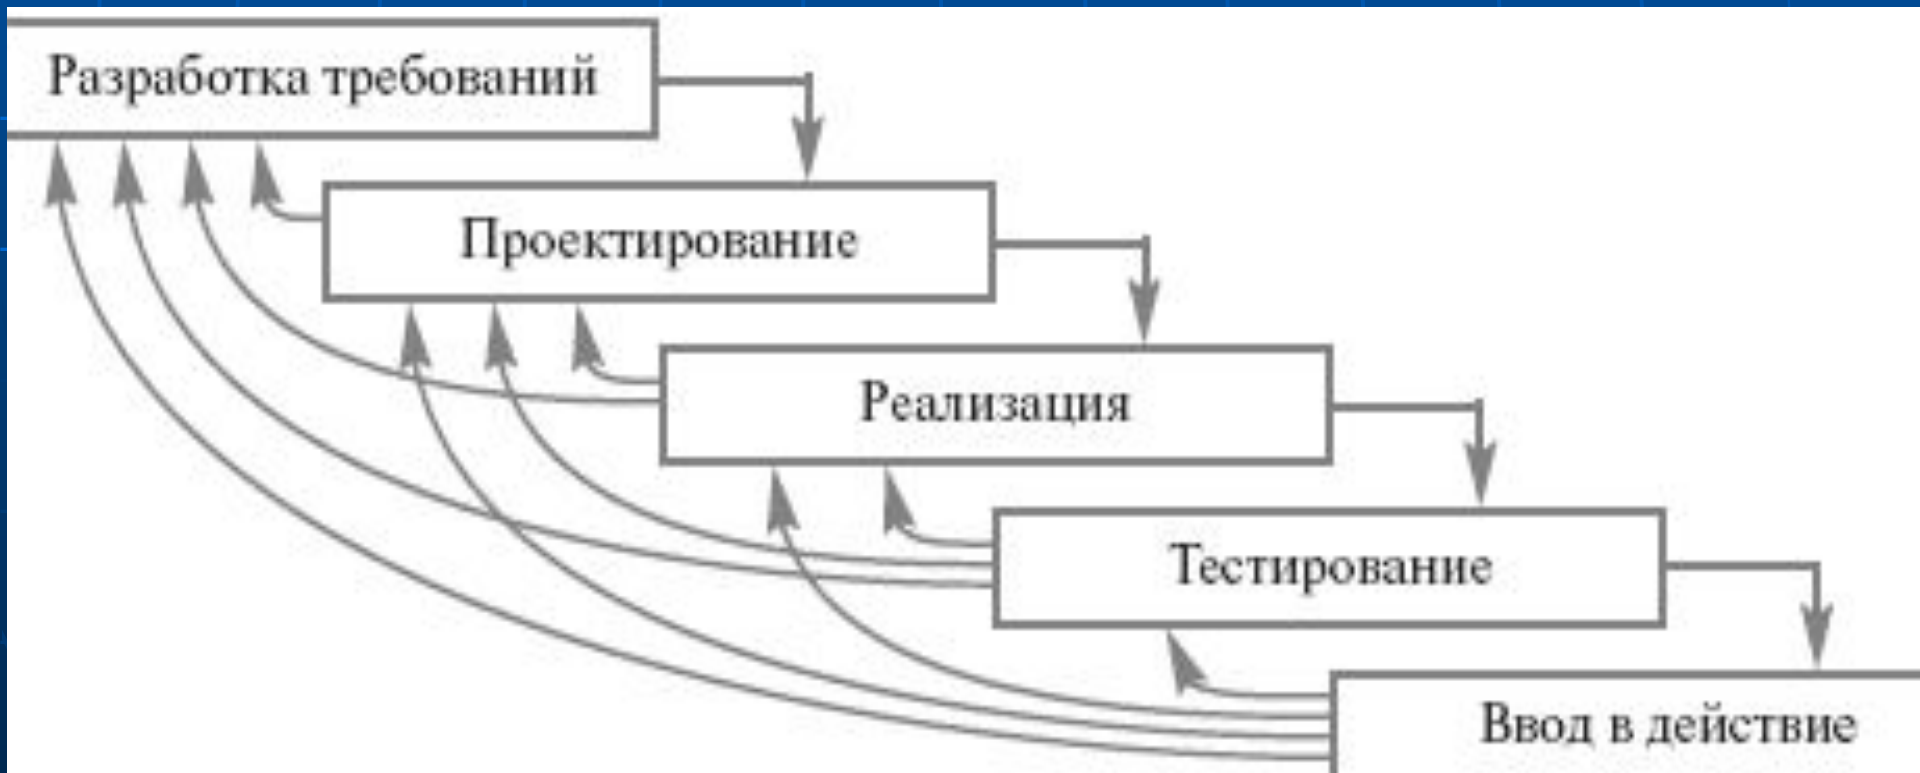 Разработка требований
Проектирование
Реализация
Тестирование
Ввод в действие